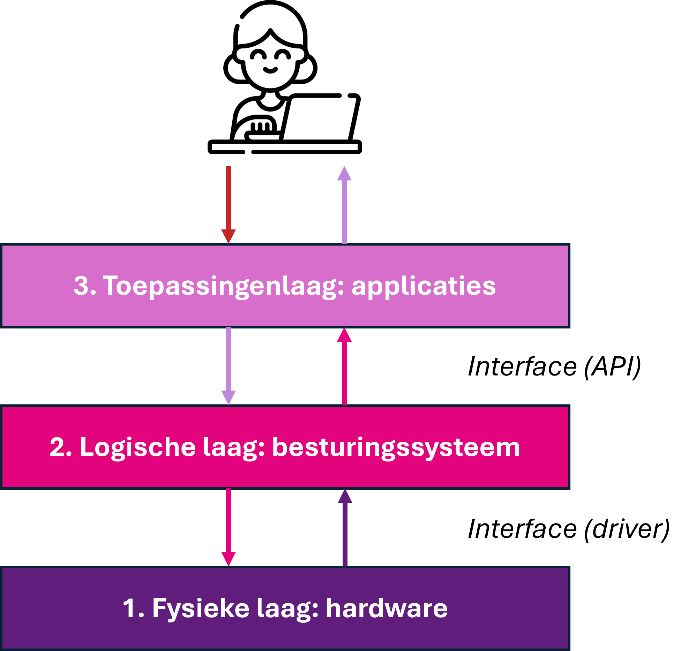 3. Toepassingenlaag: applicaties
Interface (API)
2. Logische laag: besturingssysteem
Interface (driver)
1. Fysieke laag: hardware